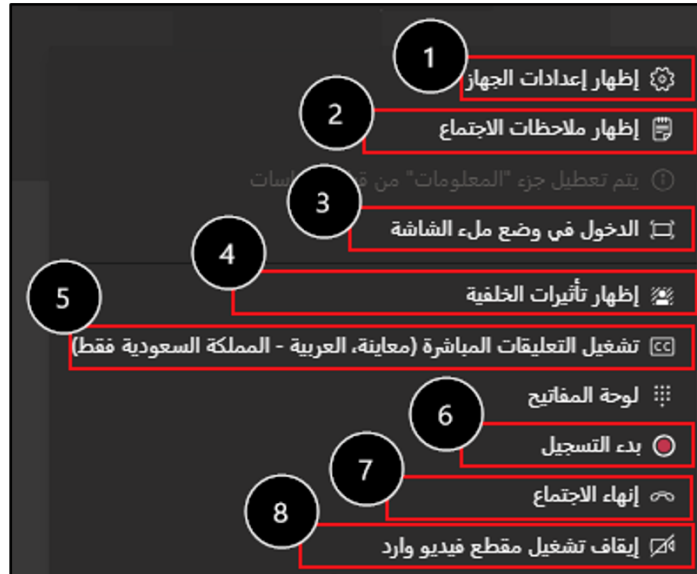 1
إظهار إعدادات الجهاز
2
إظهار ملاحظات الاجتماع
يتم تعطيل جزء "المعلومات" من
3
الدخول في وضع ملء الشاشة
4
إظهار تأثيرات الخلفية
5
تشغيل التعليقات المباشرة (معاينة، العربية - المملكة السعودية فقط)
CC
لوحة المفاتيح
6
بدء التسجيل
7
إنهاء الاجتماع
8
إيقاف تشغيل مقطع فيديو وارد